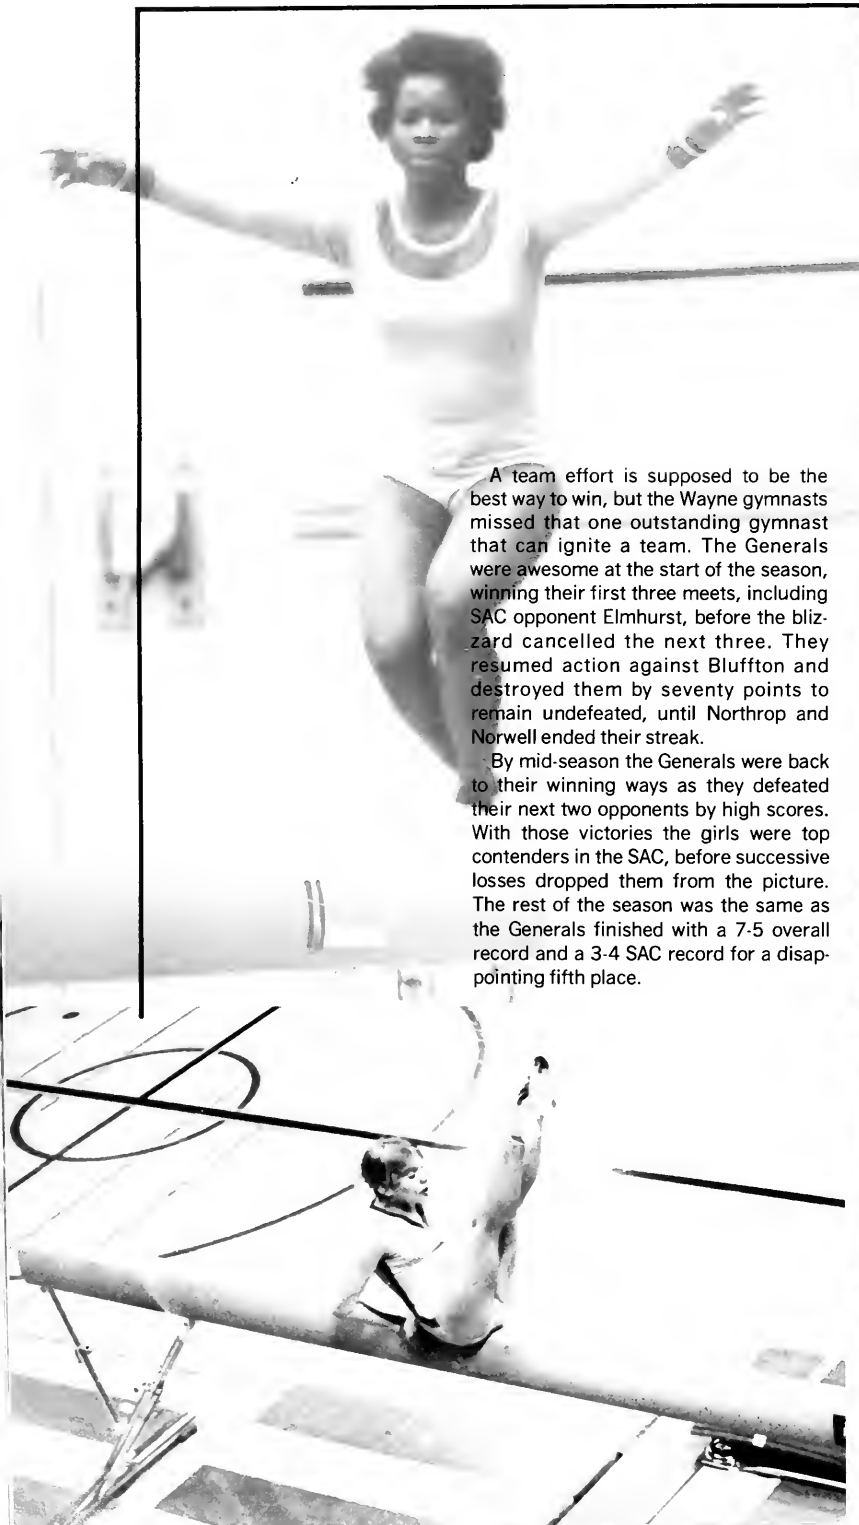 A team effort is supposed to be the
best way to win, but the Wayne gymnasts
missed that one outstanding gymnast
that can ignite a team. The Generals
were awesome at the start of the season,
winning their first three meets, including
SAC opponent Elmhurst, before the bliz-
zard cancelled the next three. They
resumed action against Bluffton and
destroyed them by seventy points to
remain undefeated, until Northrop and
Norwell ended their streak.
By mid-season the Generals were back
to their winning ways as they defeated
their next two opponents by high scores.
With those victories the girls were top
contenders in the SAC, before successive
losses dropped them from the picture.
The rest of the season was the same as
the Generals finished with a 7-5 overall
record and a 3-4 SAC record for a disap-
pointing fifth place.